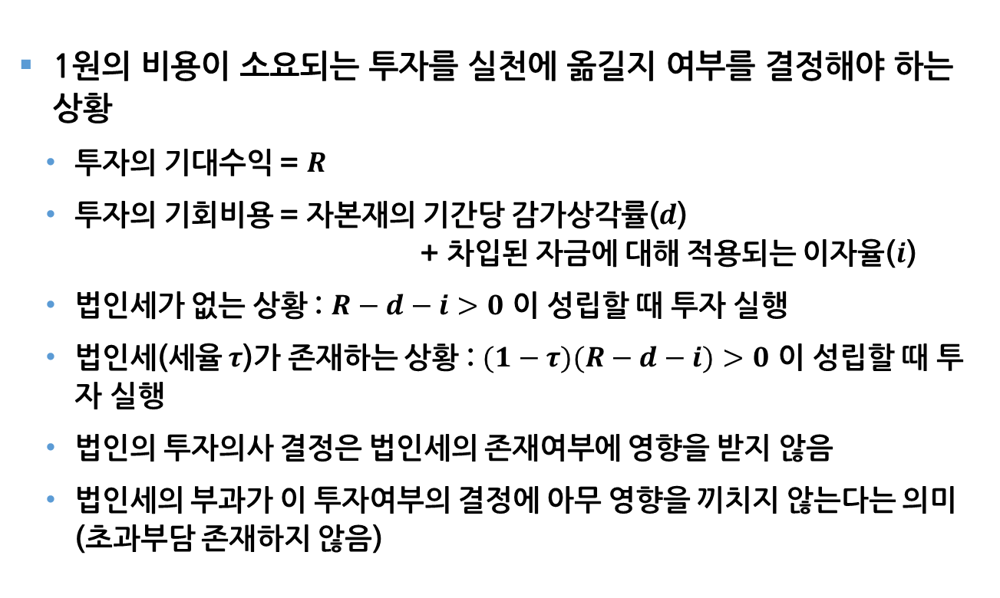 ▪ 1원의 비용이 소요되는 투자를 실천에 옮길지 여부를 결정해야 하는
상황
• 투자의 기대수익 = R
• 투자의 기회비용 = 자본재의 기간당 감가상각률(d)
+ 차입된 자금에 대해 적용되는 이자율(i)
• 법인세가 없는 상황 : R − d − i > 0 이 성립할 때 투자 실행
• 법인세(세율 τ)가 존재하는 상황 : (1 − τ)(R − d − i) > 0 이 성립할 때 투
자 실행
• 법인의 투자의사 결정은 법인세의 존재여부에 영향을 받지 않음
• 법인세의 부과가 이 투자여부의 결정에 아무 영향을 끼치지 않는다는 의미
(초과부담 존재하지 않음)